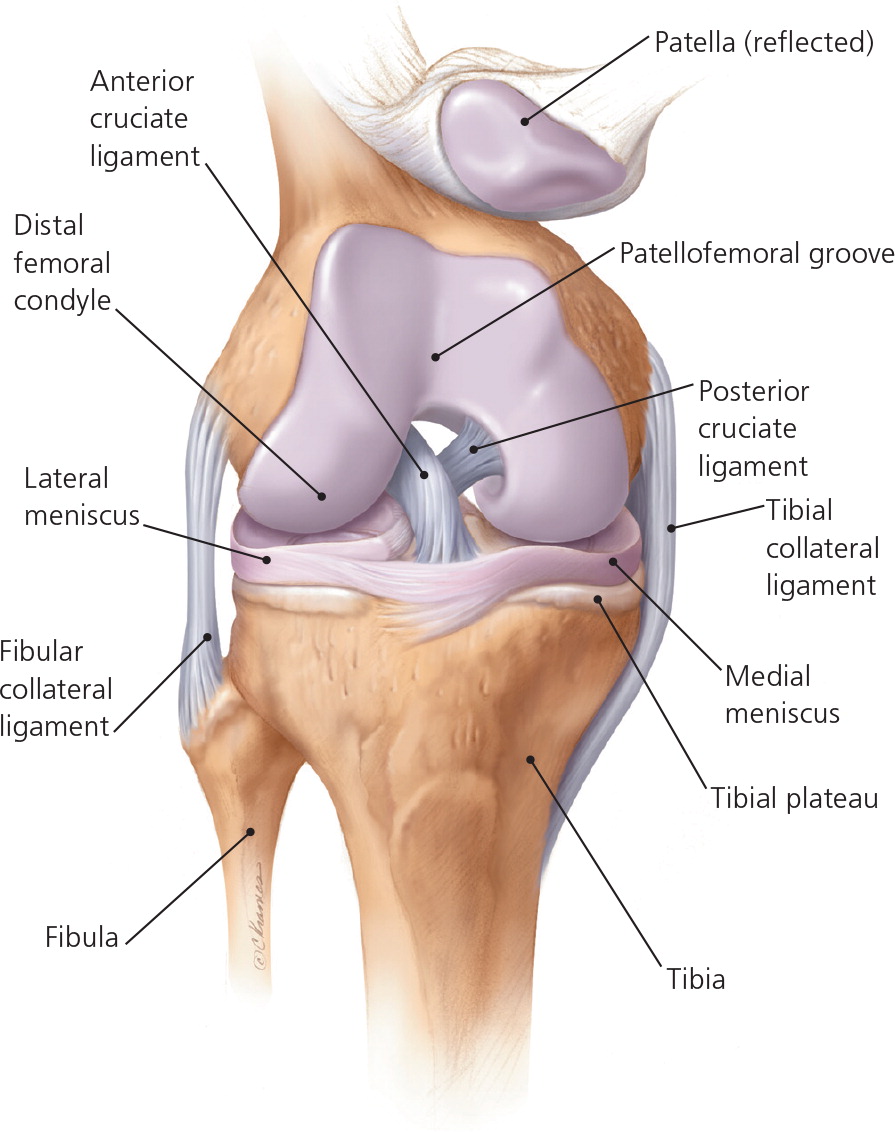 Patella (reflected)
Anterior
cruciate
ligament
Distal
femoral
condyle
Patellofemoral groove
Posterior
cruciate
ligament
Lateral
meniscus
Tibial
collateral
ligament
Fibular
collateral
ligament
Medial
meniscus
Tibial plateau
Fibula
Tibia
© C Krames